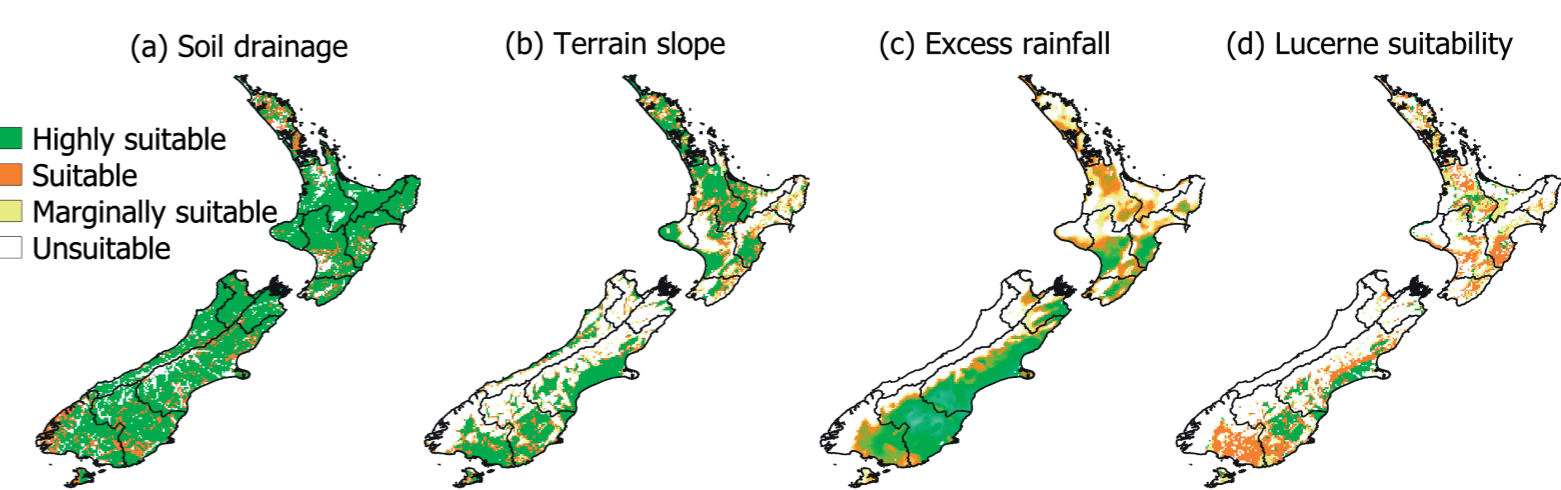 (a) Soil drainage
(b) Terrain slope
(c) Excess rainfall
(d) Lucerne suitability
Highly suitable
Suitable
Marginally suitable
Unsuitable